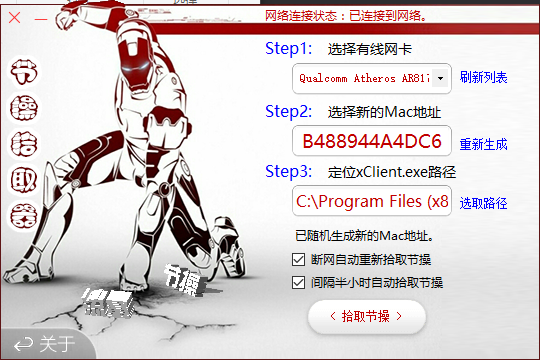 网络连接状态：已连接到网络。
节
操
拾
取
器
Step1: 选择有线网卡
Qualcomm Atheros AR81 刷新列表
Step2: 选择新的Mac地址
B488944A4DC6 重新生成
Step3: 定位xClient.exe路径
C:\Program Files (x8 选取路径
已随机生成新的Mac地址。
断网自动重新拾取节操
间隔半小时自动拾取节操
< 拾取节操 >
节操
关于